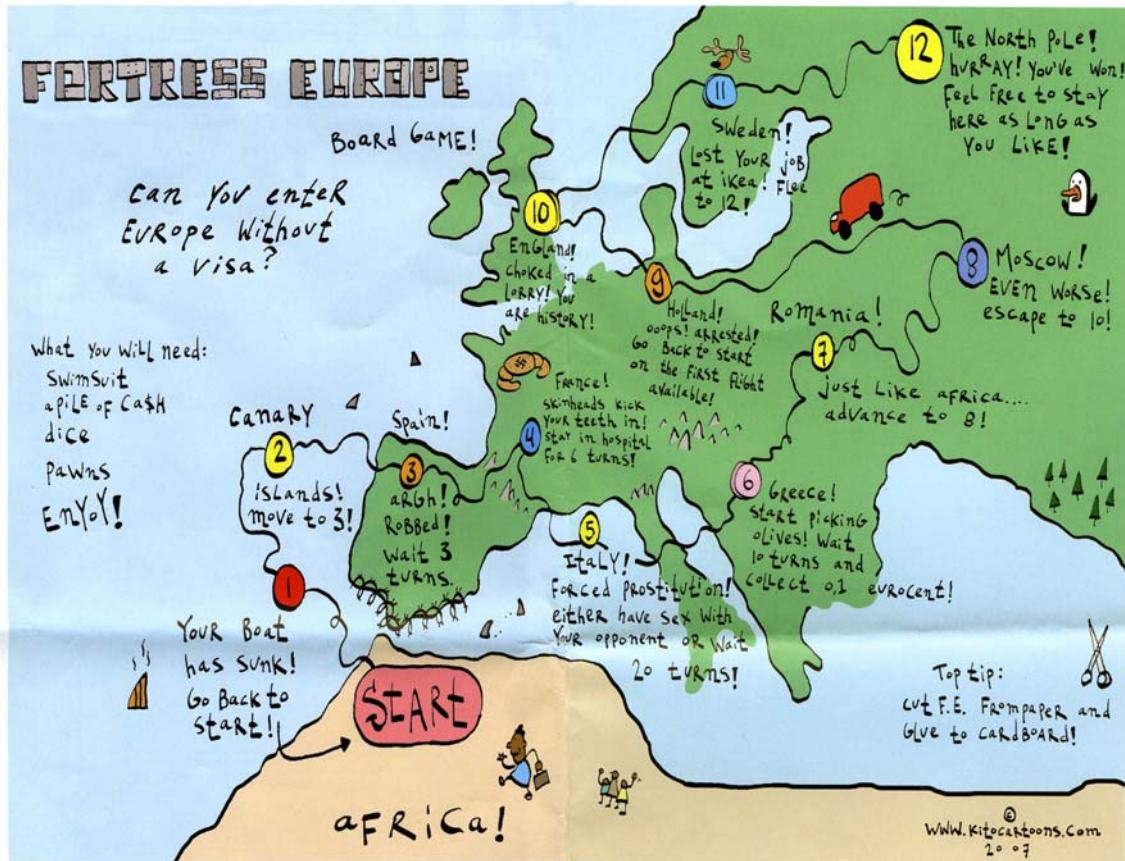 FORTRESS EUROPE
BOARD GAME!
Can you enter
Europe without
a visa?
What you will need:
swimsuit
a pile of ca$h
dice
pawns
ENYOY!
START
AFRICA!
1
YOUR BOAT
has sunk!
Go Back to
start!
CANARY
2
islands!
move to 3!
Spain!
3
ARGH!
ROBBED!
wait 3
turns.
4
France!
skinheads kick
your teeth in!
stay in hospital
for 6 turns!
5
Italy!
Forced prostitution!
either have sex with
your opponent or wait
20 turns!
6
Greece!
start picking
olives! Wait
10 turns and
collect 0,1 eurocent!
ROMANIA!
7
just like africa....
advance to 8!
8
Moscow!
EVEN WORSE!
escape to 10!
9
Holland!
ooops! arrested!
Go Back to start
on the first flight
available!
10
England!
choked in a
lorry! You
are history!
11
Sweden!
Lost your job
at ikea! Flee
to 12!
12
The North Pole!
hurray! You've won!
Feel free to stay
here as long as
you like!
Top tip:
cut F.E. from paper and
glue to cardboard!
©
www.kitocartoons.com
2007